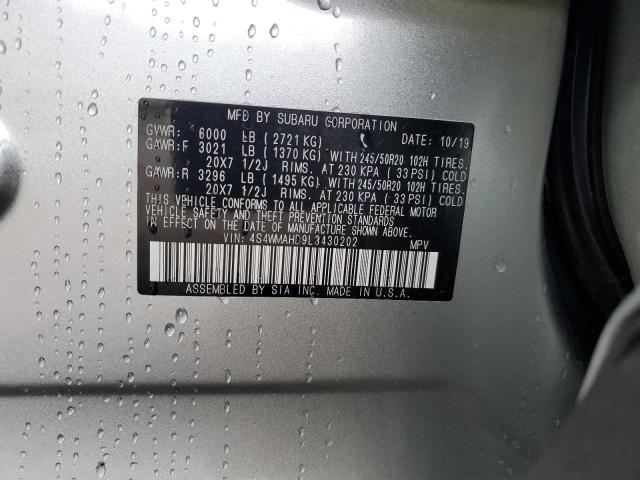 MFD BY SUBARU CORPORATION DATE: 10/19
GVWR: 6000 LB (2721 KG)
GAWR:F 3021 LB (1370 KG) WITH 245/50R20 102H TIRES.
20X7 1/2J RIMS. AT 230 KPA (33 PSI) COLD
GAWR:R 3296 LB (1495 KG) WITH 245/50R20 102H TIRES.
20X7 1/2J RIMS. AT 230 KPA (33 PSI) COLD
THIS VEHICLE CONFORMS TO ALL APPLICABLE FEDERAL MOTOR
VEHICLE SAFETY AND THEFT PREVENTION STANDARDS
IN EFFECT ON THE DATE OF MANUFACTURE SHOWN ABOVE.
VIN: 4S4WMAHD9L3430202 MPV
ASSEMBLED BY SIA INC. MADE IN U.S.A.